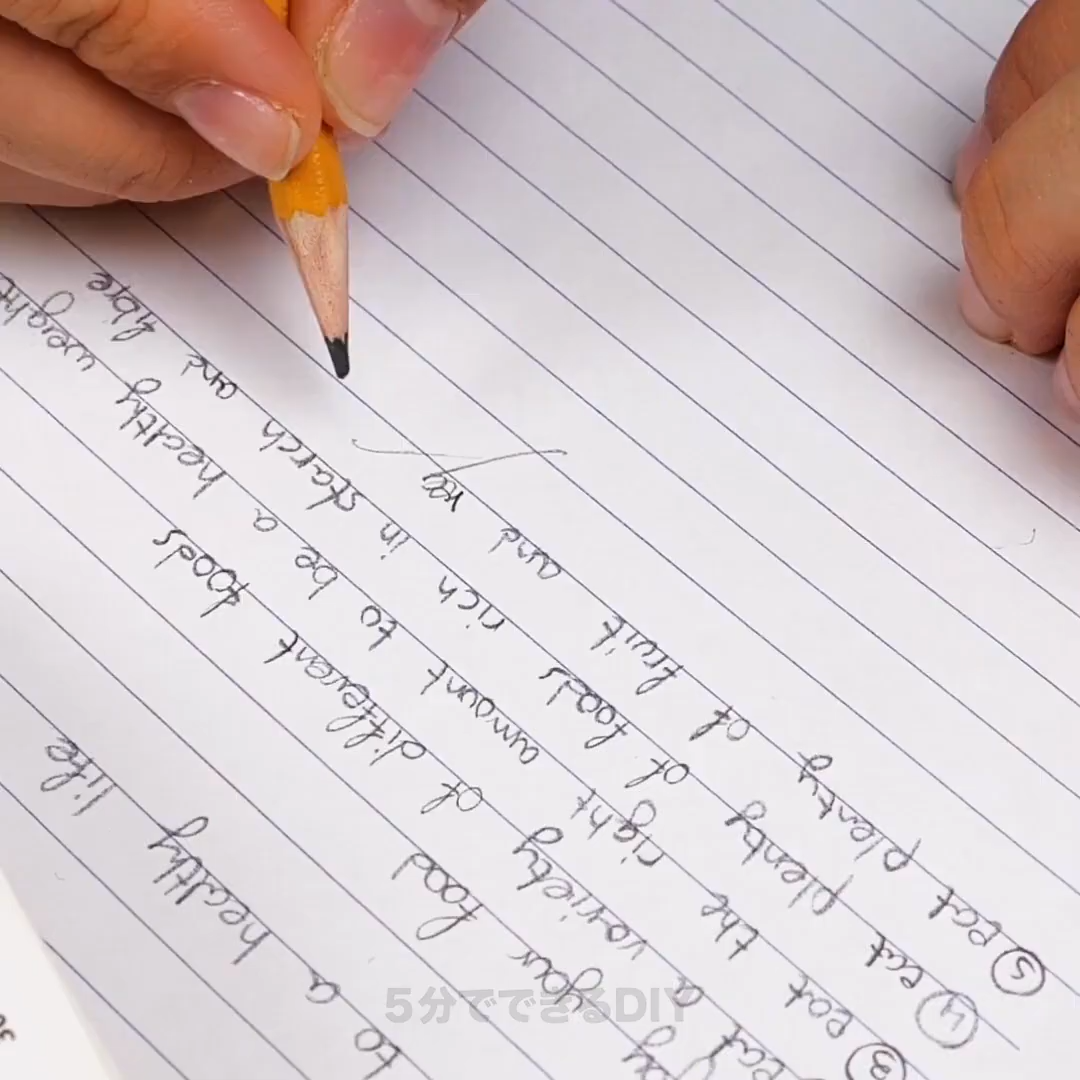 to a healthy life
your food
eat a variety of different foods
③ eat the right amount to be a healthy weight
④ eat plenty of foods rich in starch and fibre
⑤ eat plenty of fruit and veg
5分でできるDIY